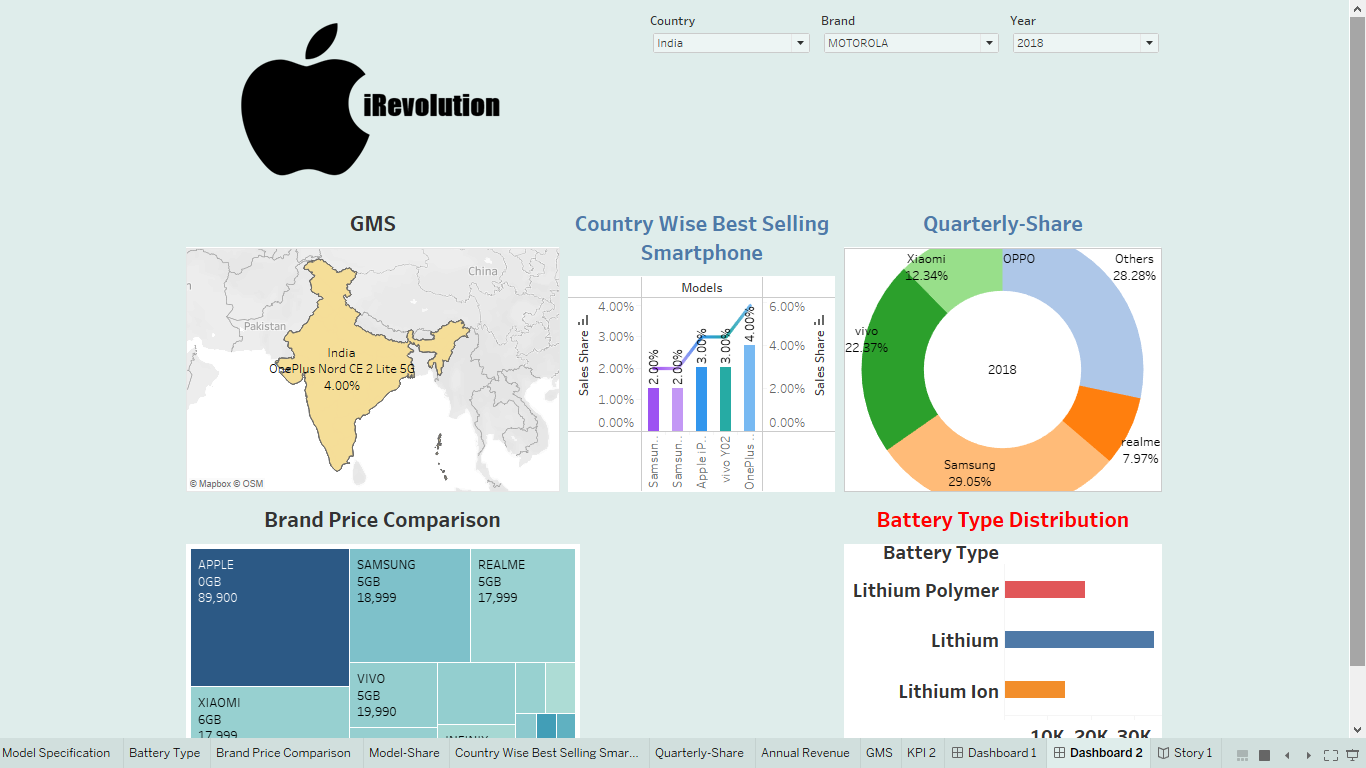 Country
Brand
Year
India
MOTOROLA
2018
iRevolution
GMS
Country Wise Best Selling
Smartphone
Quarterly-Share
China
Pakistan
India
OnePlus Nord CE 2 Lite 5G
4.00%
© Mapbox © OSM
Models
4.00%
3.00%
2.00%
1.00%
0.00%
Sales Share
2.00%
2.00%
3.00%
3.00%
4.00%
6.00%
4.00%
2.00%
0.00%
Sales Share
Samsun..
Samsun..
Apple iP..
vivo Y02
OnePlus ..
Xiaomi
12.34%
OPPO
Others
28.28%
vivo
22.37%
2018
realme
7.97%
Samsung
29.05%
Brand Price Comparison
Battery Type Distribution
APPLE
0GB
89,900
SAMSUNG
5GB
18,999
REALME
5GB
17,999
VIVO
5GB
19,990
XIAOMI
6GB
17,999
INFINIX
Battery Type
Lithium Polymer
Lithium
Lithium Ion
10K 20K 30K
Model Specification
Battery Type
Brand Price Comparison
Model-Share
Country Wise Best Selling Smar...
Quarterly-Share
Annual Revenue
GMS
KPI 2
Dashboard 1
Dashboard 2
Story 1